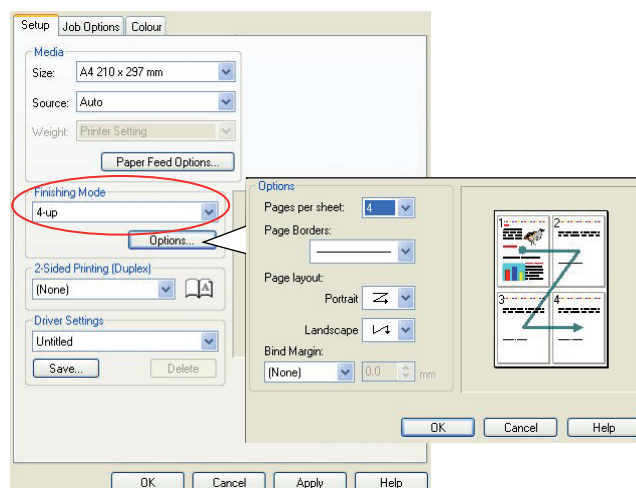 Setup Job Options Colour
Media
Size: A4 210 x 297 mm
Source: Auto
Weight: Printer Setting
Paper Feed Options...
Finishing Mode
4-up
Options...
2-Sided Printing (Duplex)
(None)
A
Driver Settings
Untitled
Save... Delete
OK Cancel Apply Help
Options
Pages per sheet: 4
Page Borders:
Page layout:
Portrait
Landscape
Bind Margin:
(None) 0.0 mm
1 2
3 4
OK Cancel Help